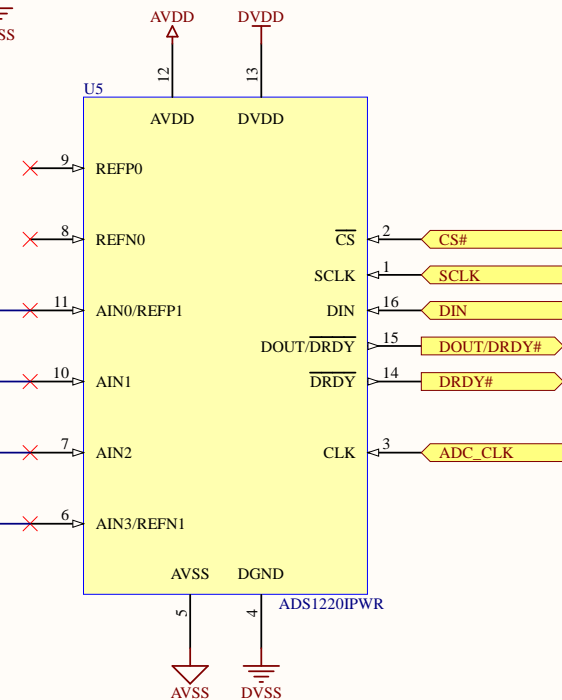 SS
AVDD DVDD
12 13
U5
AVDD DVDD
9 REFP0
8 REFN0
CS 2 CS#
SCLK 1 SCLK
11 AIN0/REFP1
DIN 16 DIN
DOUT/DRDY 15 DOUT/DRDY#
10 AIN1
DRDY 14 DRDY#
7 AIN2
CLK 3 ADC_CLK
6 AIN3/REFN1
AVSS DGND
ADS1220IPWR
5 4
AVSS DVSS